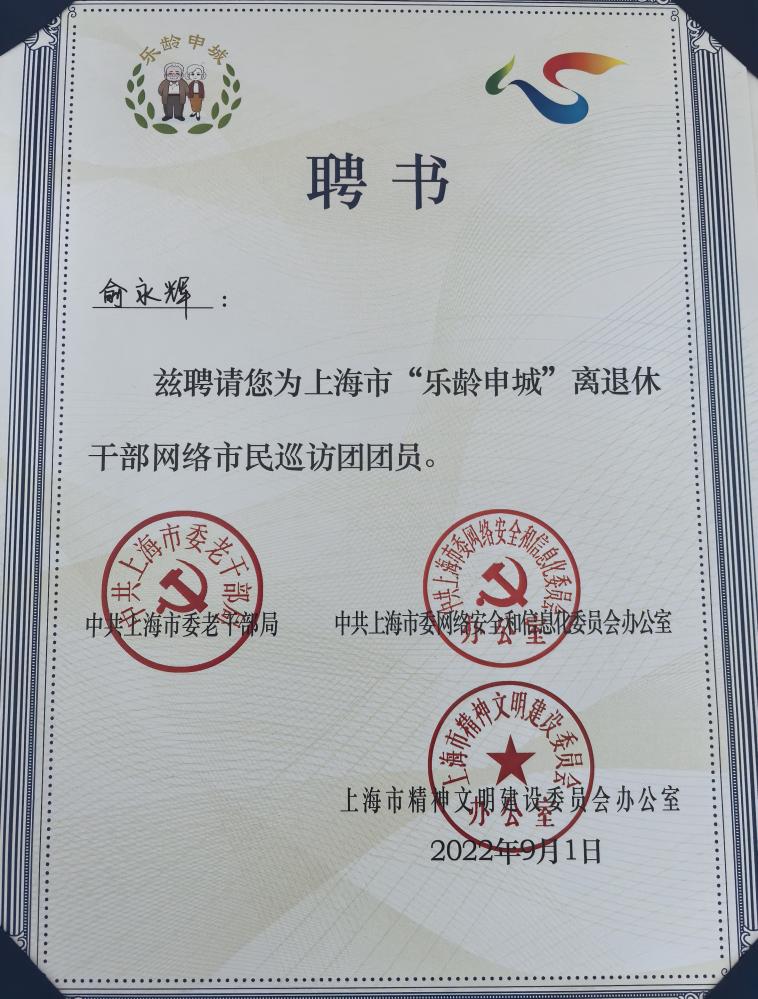 乐龄申城
聘书
俞永辉：
兹聘请您为上海市“乐龄申城”离退休
干部网络市民巡访团团员。
中共上海市委老干部局
中共上海市委老干部局
中共上海市委网络安全和信息化委员会
办公室
中共上海市委网络安全和信息化委员会办公室
上海市精神文明建设委员会
办公室
上海市精神文明建设委员会办公室
2022年9月1日